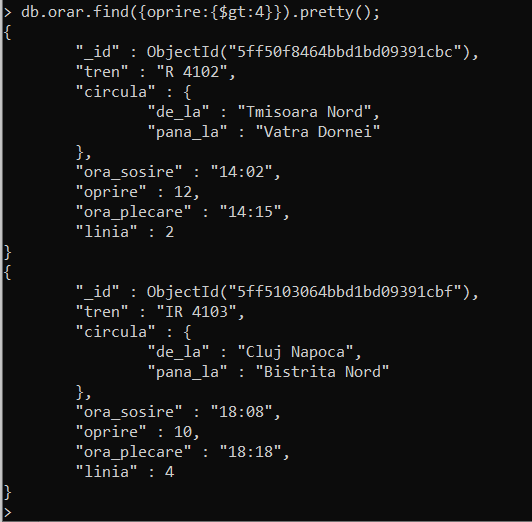 > db.orar.find({oprire:{$gt:4}}).pretty();
{
        "_id" : ObjectId("5ff50f8464bbd1bd09391cbc"),
        "tren" : "R 4102",
        "circula" : {
                "de_la" : "Tmisoara Nord",
                "pana_la" : "Vatra Dornei"
        },
        "ora_sosire" : "14:02",
        "oprire" : 12,
        "ora_plecare" : "14:15",
        "linia" : 2
}
{
        "_id" : ObjectId("5ff5103064bbd1bd09391cbf"),
        "tren" : "IR 4103",
        "circula" : {
                "de_la" : "Cluj Napoca",
                "pana_la" : "Bistrita Nord"
        },
        "ora_sosire" : "18:08",
        "oprire" : 10,
        "ora_plecare" : "18:18",
        "linia" : 4
}
>